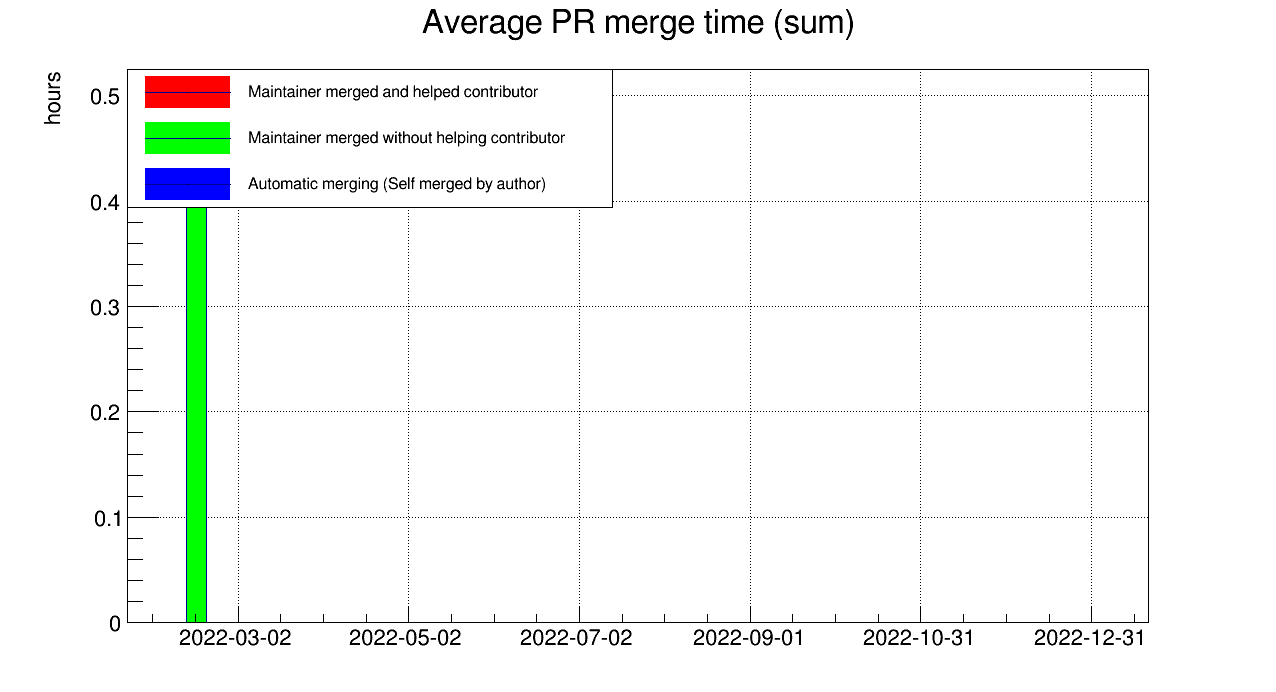 Average PR merge time (sum)
hours
Maintainer merged and helped contributor
Maintainer merged without helping contributor
Automatic merging (Self merged by author)
0.5
0.4
0.3
0.2
0.1
0
2022-03-02
2022-05-02
2022-07-02
2022-09-01
2022-10-31
2022-12-31